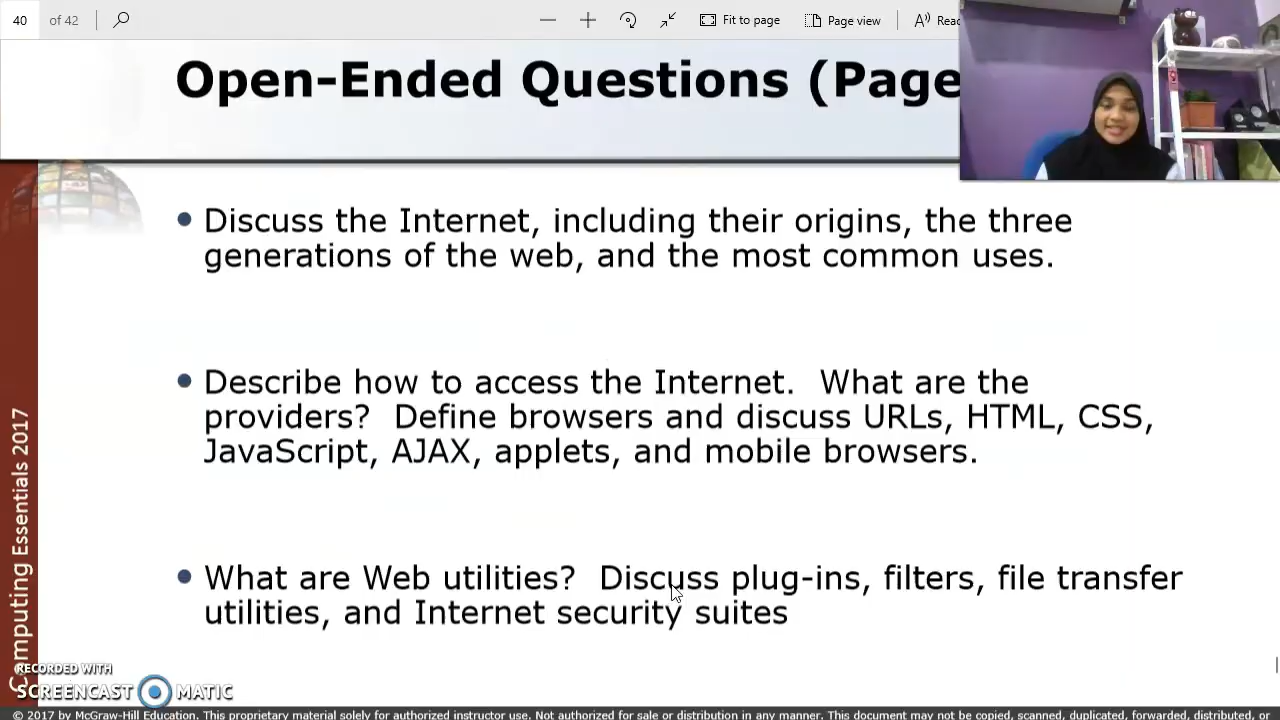 40 of 42
Fit to page
Page view
Rea
Open-Ended Questions (Page
• Discuss the Internet, including their origins, the three
generations of the web, and the most common uses.
• Describe how to access the Internet. What are the
providers? Define browsers and discuss URLs, HTML, CSS,
JavaScript, AJAX, applets, and mobile browsers.
• What are Web utilities? Discuss plug-ins, filters, file transfer
utilities, and Internet security suites
Computing Essentials 2017
RECORDED WITH
SCREENCAST MATIC
© 2017 by McGraw-Hill Education. This proprietary material solely for authorized instructor use. Not authorized for sale or distribution in any manner. This document may not be copied, scanned, duplicated, forwarded, distributed, or